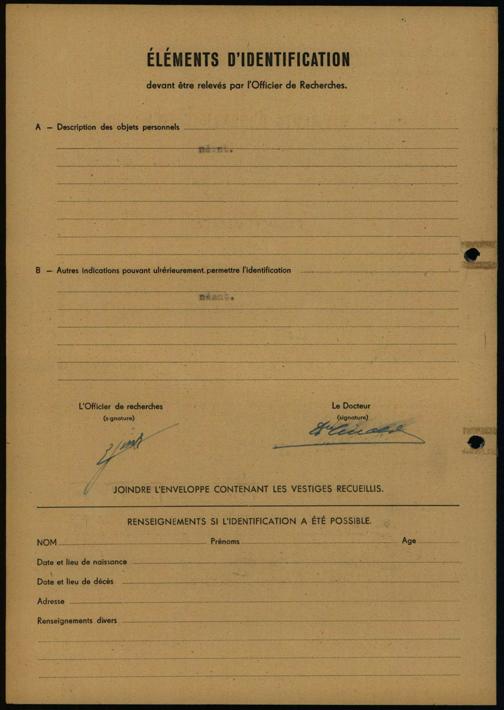 ÉLÉMENTS D'IDENTIFICATION
devant être relevés par l'Officier de Recherches.
A — Description des objets personnels
néant.
B — Autres indications pouvant ultérieurement permettre l'identification
néant.
L'Officier de recherches Le Docteur
(signature) (signature)
JOINDRE L'ENVELOPPE CONTENANT LES VESTIGES RECUEILLIS.
RENSEIGNEMENTS SI L'IDENTIFICATION A ÉTÉ POSSIBLE.
NOM Prénoms Age
Date et lieu de naissance
Date et lieu de décès
Adresse
Renseignements divers